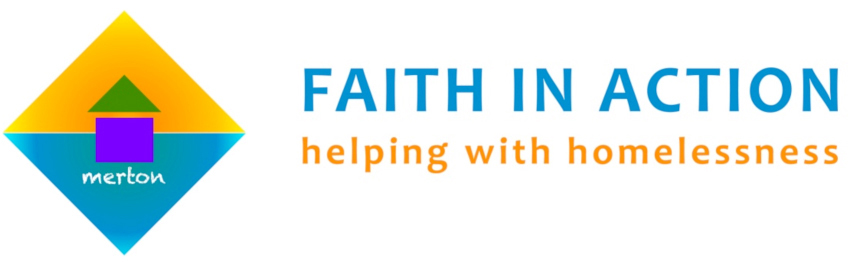 FAITH IN ACTION
helping with homelessness
merton